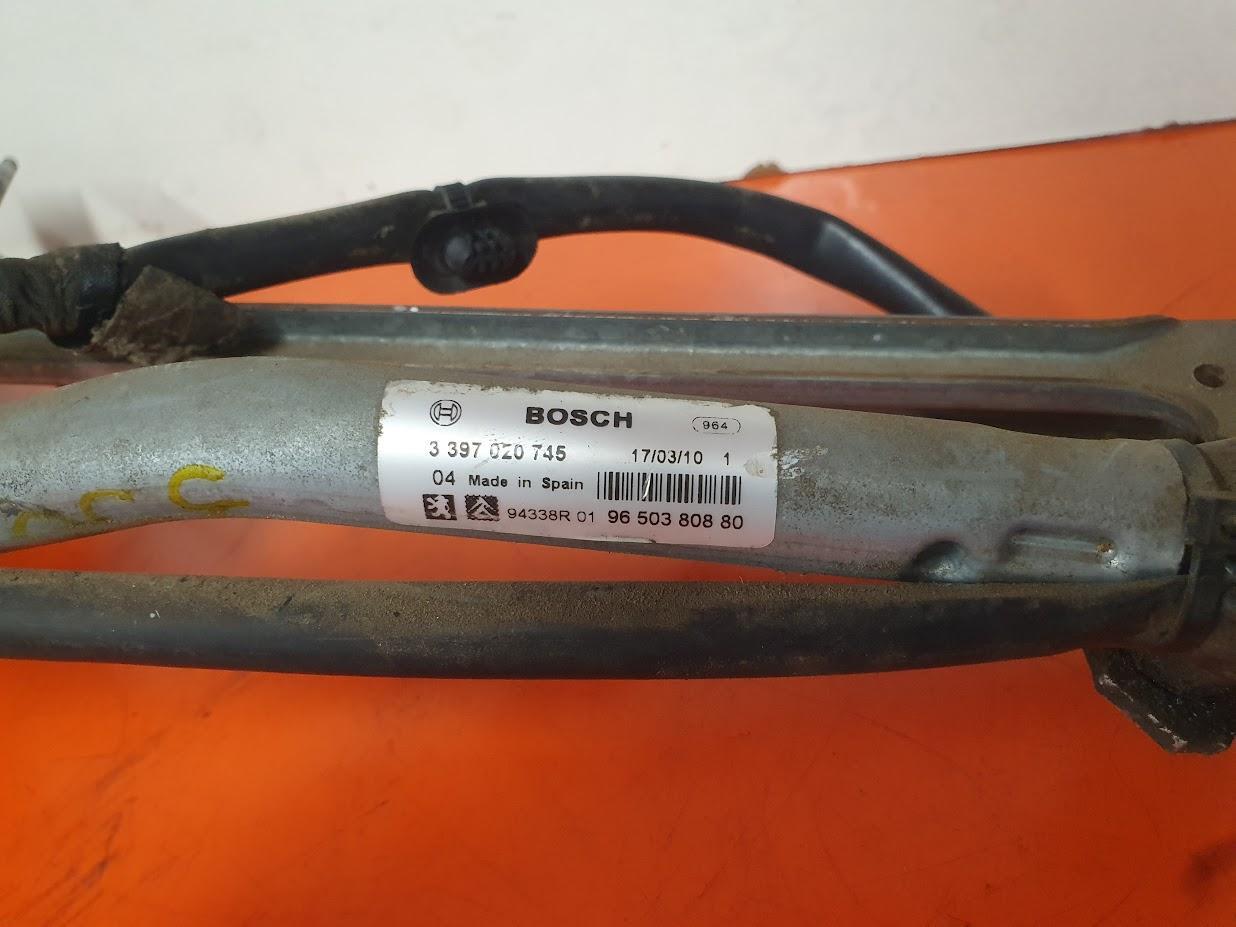 BOSCH 964
3 397 020 745 17/03/10 1
04 Made in Spain
94338R 01 96 503 808 80